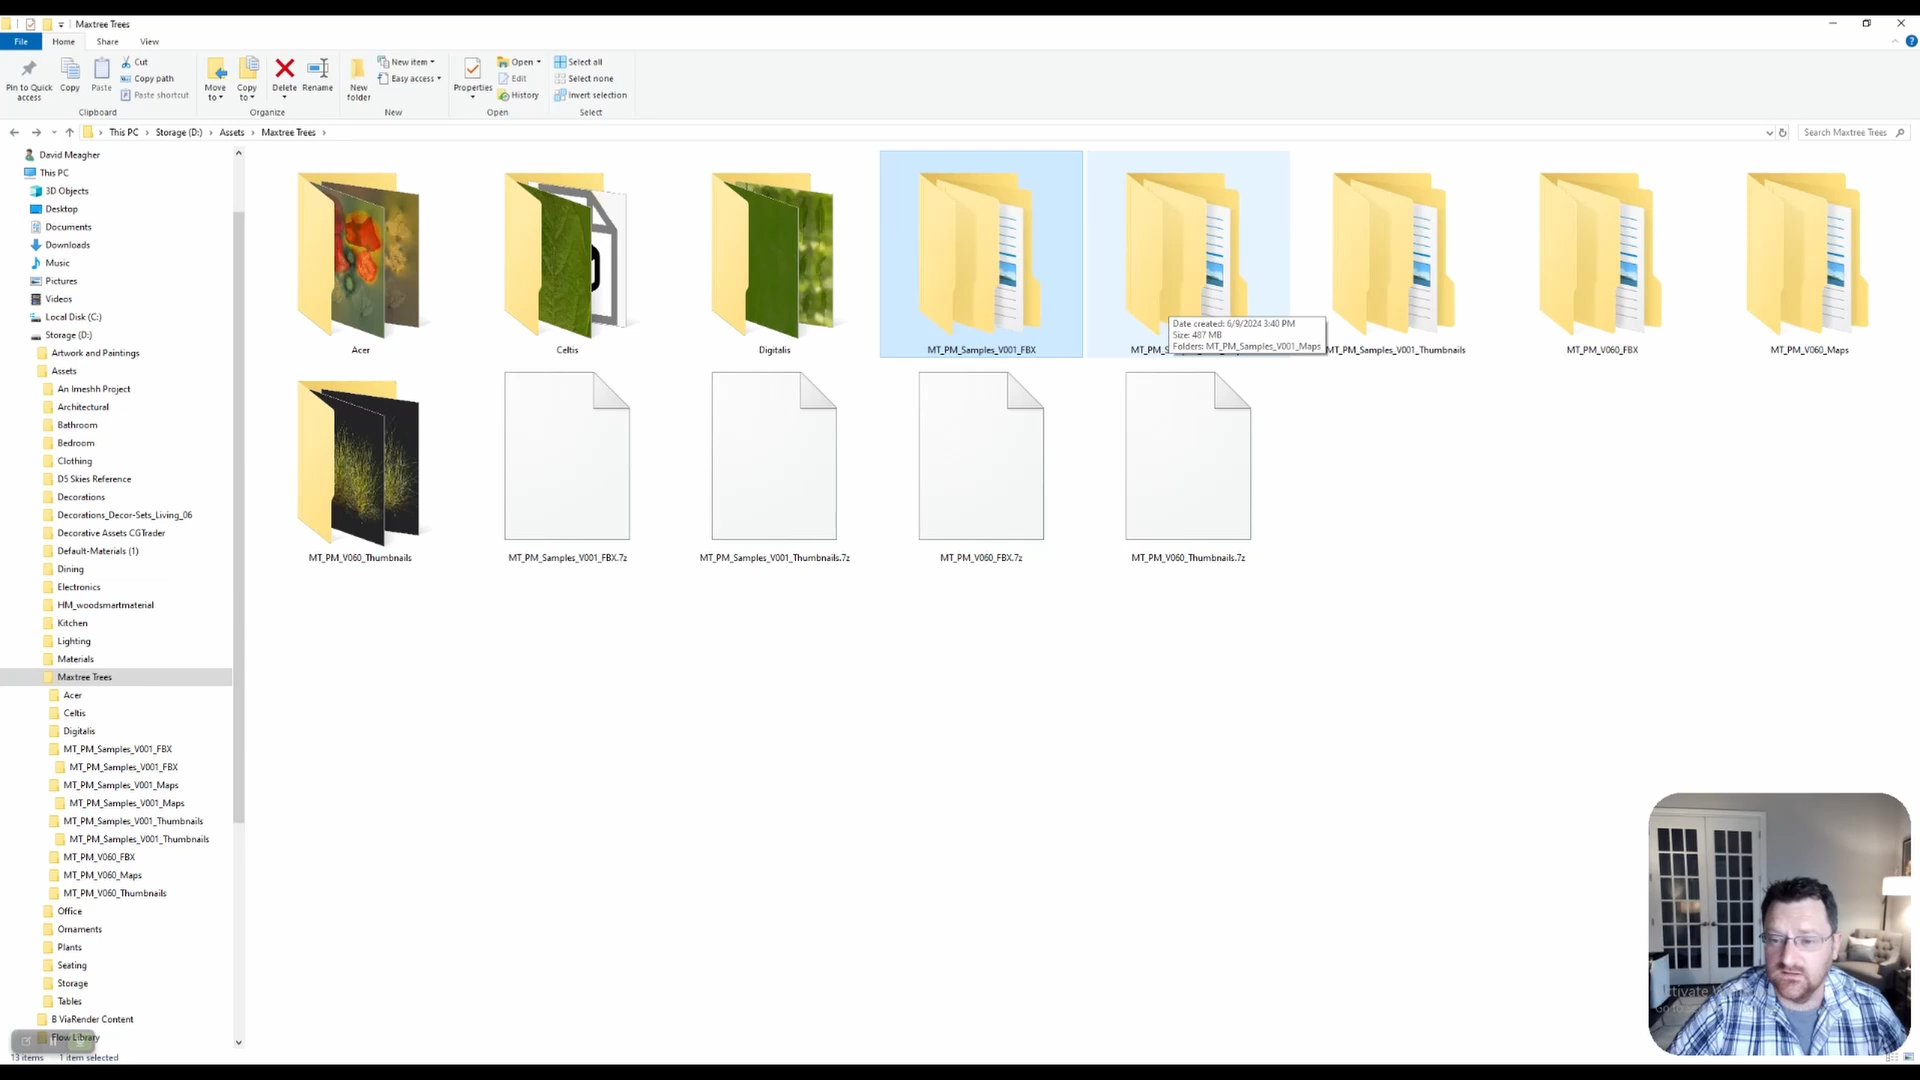 Maxtree Trees
File Home Share View
Pin to Quick access
Copy
Paste
Cut
Copy path
Paste shortcut
Clipboard
Move to
Copy to
Delete
Rename
Organize
New folder
New item
Easy access
New
Properties
Open
Edit
History
Open
Select all
Select none
Invert selection
Select
This PC > Storage (D:) > Assets > Maxtree Trees >
Search Maxtree Trees
David Meagher
This PC
3D Objects
Desktop
Documents
Downloads
Music
Pictures
Videos
Local Disk (C:)
Storage (D:)
Artwork and Paintings
Assets
An Imeshh Project
Architectural
Bathroom
Bedroom
Clothing
D5 Skies Reference
Decorations
Decorations_Decor-Sets_Living_06
Decorative Assets CGTrader
Default-Materials (1)
Dining
Electronics
HM_woodsmartmaterial
Kitchen
Lighting
Materials
Maxtree Trees
Acer
Celtis
Digitalis
MT_PM_Samples_V001_FBX
MT_PM_Samples_V001_FBX
MT_PM_Samples_V001_Maps
MT_PM_Samples_V001_Maps
MT_PM_Samples_V001_Thumbnails
MT_PM_Samples_V001_Thumbnails
MT_PM_V060_FBX
MT_PM_V060_Maps
MT_PM_V060_Thumbnails
Office
Ornaments
Plants
Seating
Storage
Tables
B ViaRender Content
Flow Library
13 items 1 item selected
Acer
Celtis
Digitalis
MT_PM_Samples_V001_FBX
MT_PM_S
Date created: 6/9/2024 3:40 PM
Size: 487 MB
Folders: MT_PM_Samples_V001_Maps
MT_PM_Samples_V001_Thumbnails
MT_PM_V060_FBX
MT_PM_V060_Maps
MT_PM_V060_Thumbnails
MT_PM_Samples_V001_FBX.7z
MT_PM_Samples_V001_Thumbnails.7z
MT_PM_V060_FBX.7z
MT_PM_V060_Thumbnails.7z